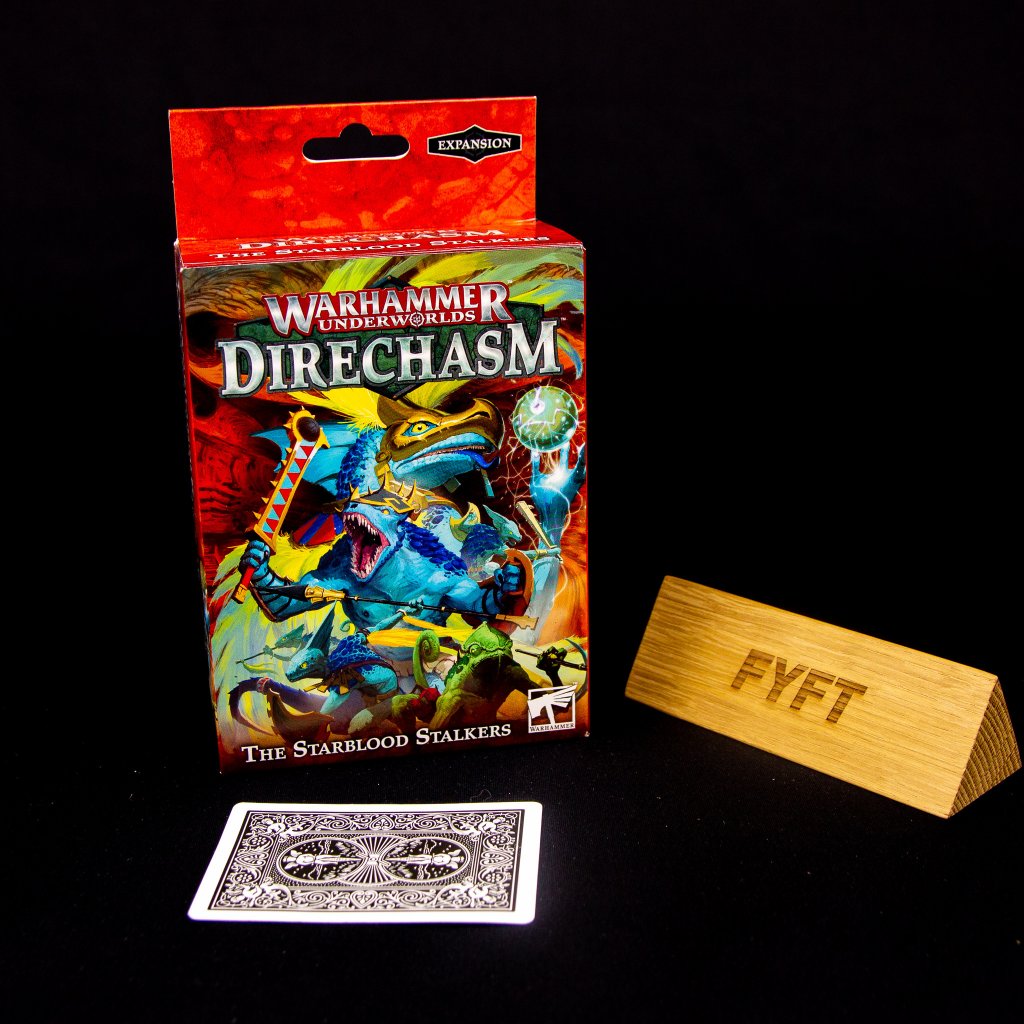 EXPANSION
DIRECHASM
THE STARBLOOD STALKERS
WARHAMMER
UNDERWORLDS
DIRECHASM
THE STARBLOOD STALKERS
WARHAMMER
FYFT